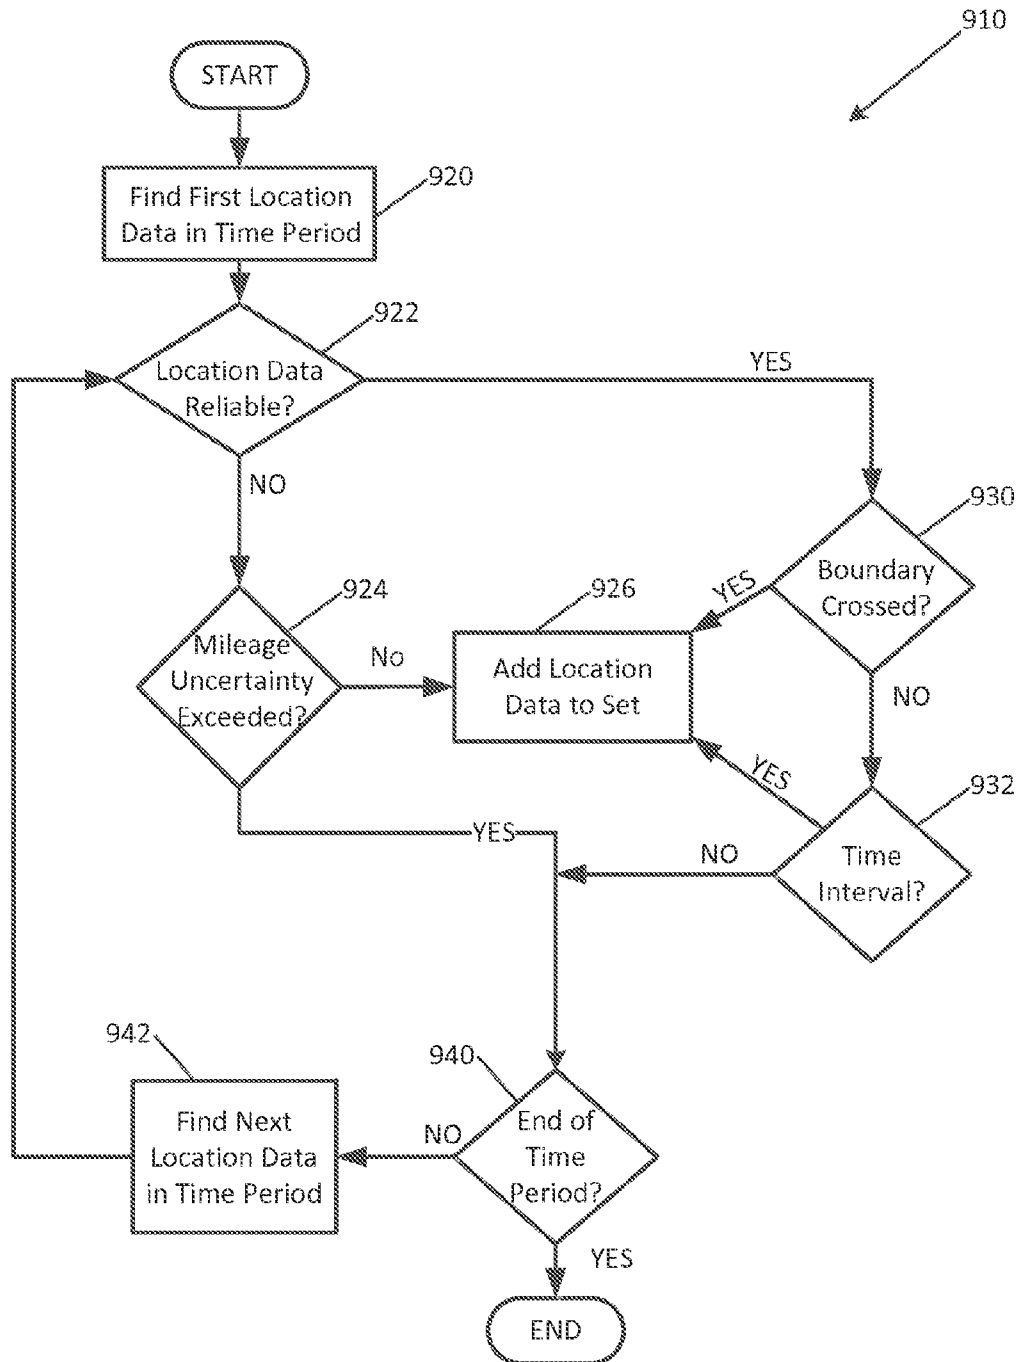 910
START
920
Find First Location
Data in Time Period
922
Location Data
Reliable?
YES
NO
930
Boundary
Crossed?
YES
NO
924
Mileage
Uncertainty
Exceeded?
No
926
Add Location
Data to Set
YES
932
Time
Interval?
NO
YES
942
Find Next
Location Data
in Time Period
940
End of
Time
Period?
NO
YES
END